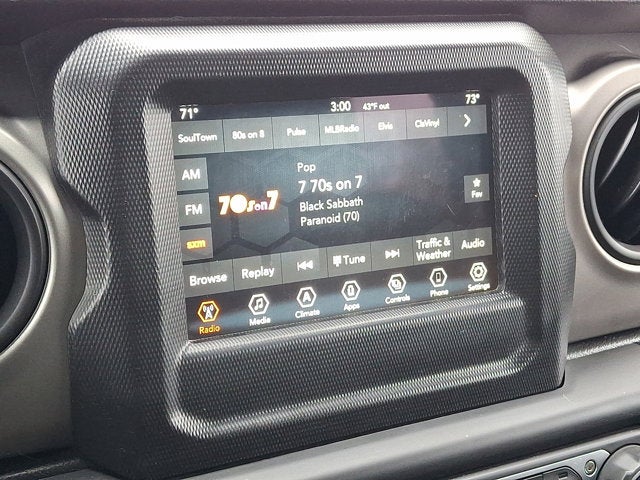 71° 3:00 43°F out 73°
SoulTown 80s on 8 Pulse MLBRadio Elvis ClsVinyl
AM
FM
sxm
70s on 7
Pop
7 70s on 7
Black Sabbath
Paranoid (70)
Fav
Browse Replay Tune Traffic & Weather Audio
Radio Media Climate Apps Controls Phone Settings